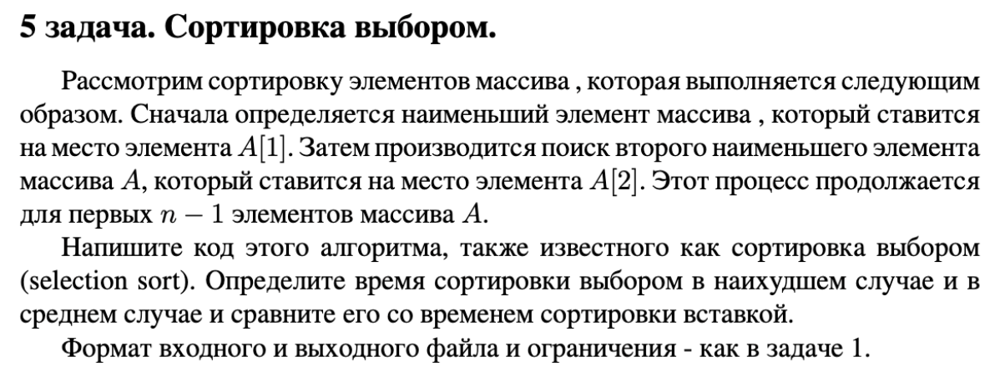 5 задача. Сортировка выбором.
Рассмотрим сортировку элементов массива , которая выполняется следующим
образом. Сначала определяется наименьший элемент массива , который ставится
на место элемента A[1]. Затем производится поиск второго наименьшего элемента
массива A, который ставится на место элемента A[2]. Этот процесс продолжается
для первых n − 1 элементов массива A.
Напишите код этого алгоритма, также известного как сортировка выбором
(selection sort). Определите время сортировки выбором в наихудшем случае и в
среднем случае и сравните его со временем сортировки вставкой.
Формат входного и выходного файла и ограничения - как в задаче 1.